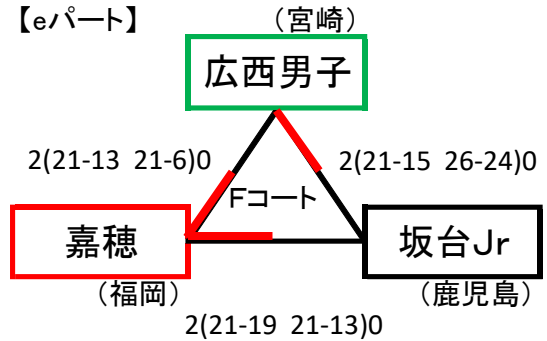 【eパート】
（宮崎）
広西男子
2(21-13 21-6)0
2(21-15 26-24)0
Fコート
嘉穂
坂台Jr
（福岡）
（鹿児島）
2(21-19 21-13)0